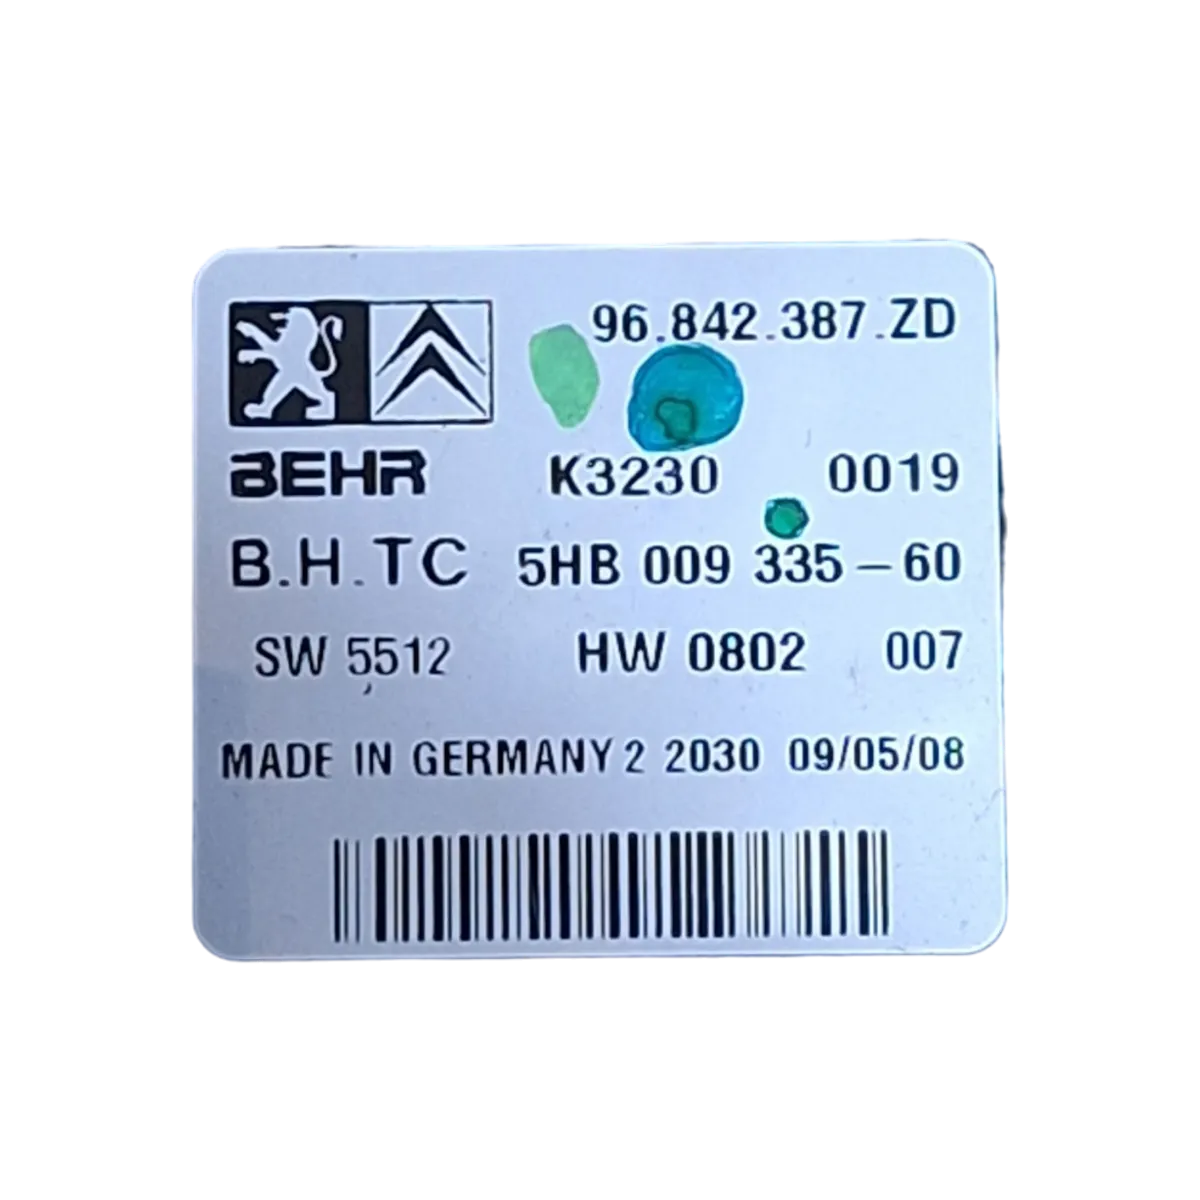 96.842.387.ZD
BEHR K3230 0019
B.H.TC 5HB 009 335-60
SW 5512 HW 0802 007
MADE IN GERMANY 2 2030 09/05/08